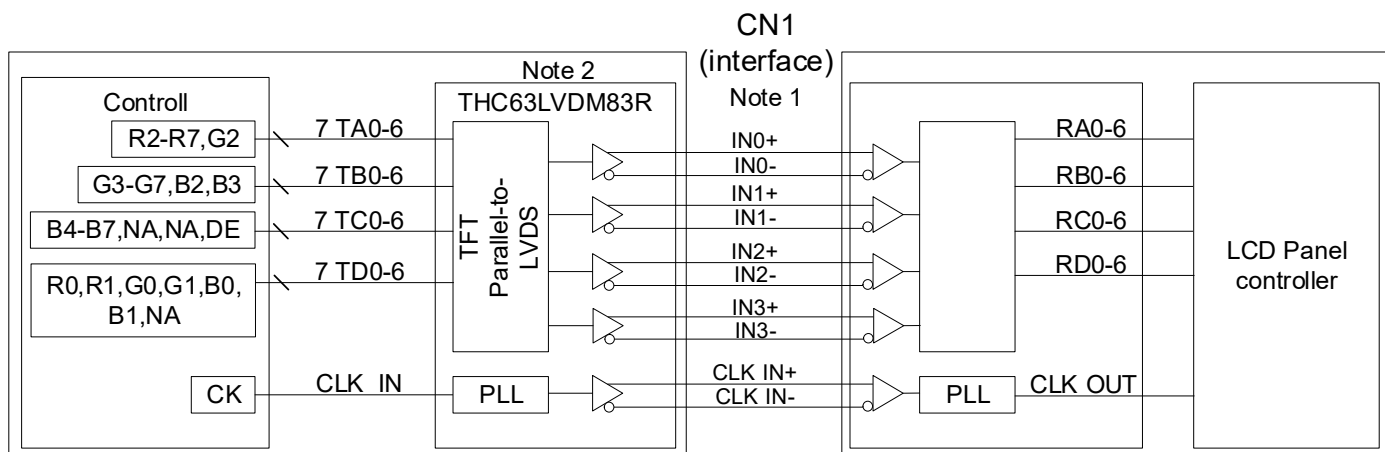 CN1
(interface)
Note 1
Controll
R2-R7,G2
G3-G7,B2,B3
B4-B7,NA,NA,DE
R0,R1,G0,G1,B0,
B1,NA
CK
7 TA0-6
7 TB0-6
7 TC0-6
7 TD0-6
CLK IN
Note 2
THC63LVDM83R
TFT
Parallel-to-
LVDS
PLL
IN0+
IN0-
IN1+
IN1-
IN2+
IN2-
IN3+
IN3-
CLK IN+
CLK IN-
PLL
RA0-6
RB0-6
RC0-6
RD0-6
CLK OUT
LCD Panel
controller